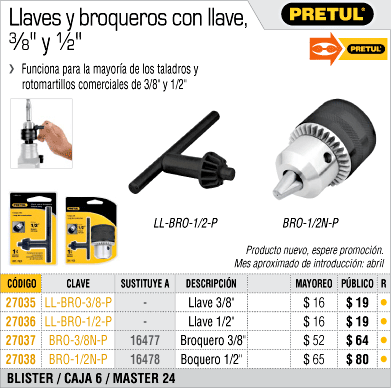 Llaves y broqueros con llave,
3/8" y 1/2"
PRETUL
PRETUL
Funciona para la mayoría de los taladros y
rotomartillos comerciales de 3/8" y 1/2"
LL-BRO-1/2-P
BRO-1/2N-P
Producto nuevo, espere promoción.
Mes aproximado de introducción: abril
CÓDIGO CLAVE SUSTITUYE A DESCRIPCIÓN MAYOREO PÚBLICO R
27035 LL-BRO-3/8-P - Llave 3/8" $ 16 $ 19
27036 LL-BRO-1/2-P - Llave 1/2" $ 16 $ 19
27037 BRO-3/8N-P 16477 Broquero 3/8" $ 52 $ 64
27038 BRO-1/2N-P 16478 Boquero 1/2" $ 65 $ 80
BLISTER / CAJA 6 / MASTER 24